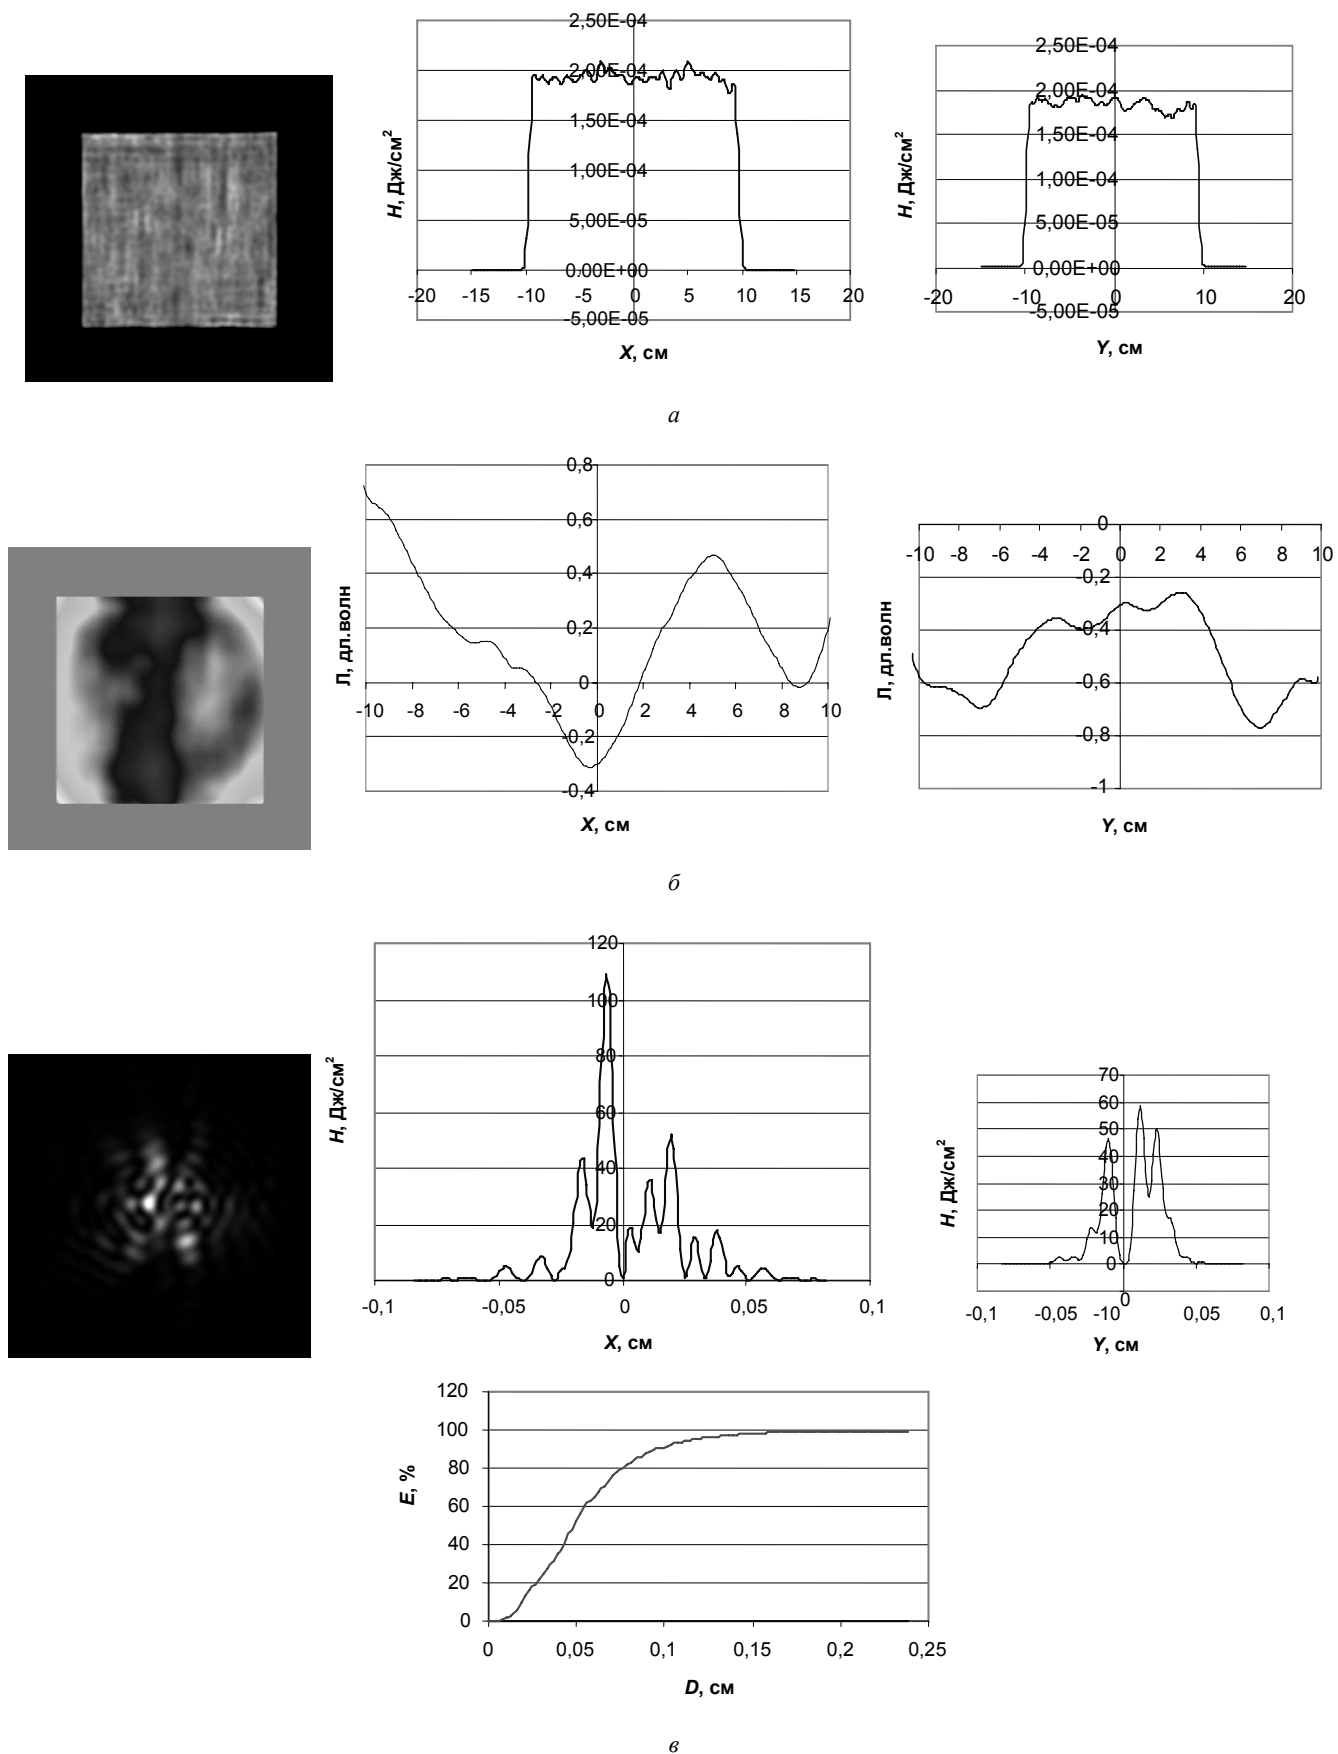 2,50E-04
2,00E-04
1,50E-04
1,00E-04
5,00E-05
0,00E+00
-5,00E-05
-20 -15 -10 -5 0 5 10 15 20
H, Дж/см²
X, см
2,50E-04
2,00E-04
1,50E-04
1,00E-04
5,00E-05
0,00E+00
-5,00E-05
-20 -10 0 10 20
H, Дж/см²
Y, см
а
0,8
0,6
0,4
0,2
0
-0,2
-0,4
-10 -8 -6 -4 -2 0 2 4 6 8 10
Л, дл.волн
X, см
0
-0,2
-0,4
-0,6
-0,8
-1
-10 -8 -6 -4 -2 0 2 4 6 8 10
Л, дл.волн
Y, см
б
120
100
80
60
40
20
0
-0,1 -0,05 0 0,05 0,1
H, Дж/см²
X, см
70
60
50
40
30
20
10
0
-10
-0,1 -0,05 0 0,05 0,1
H, Дж/см²
Y, см
120
100
80
60
40
20
0
0 0,05 0,1 0,15 0,2 0,25
E, %
D, см
в